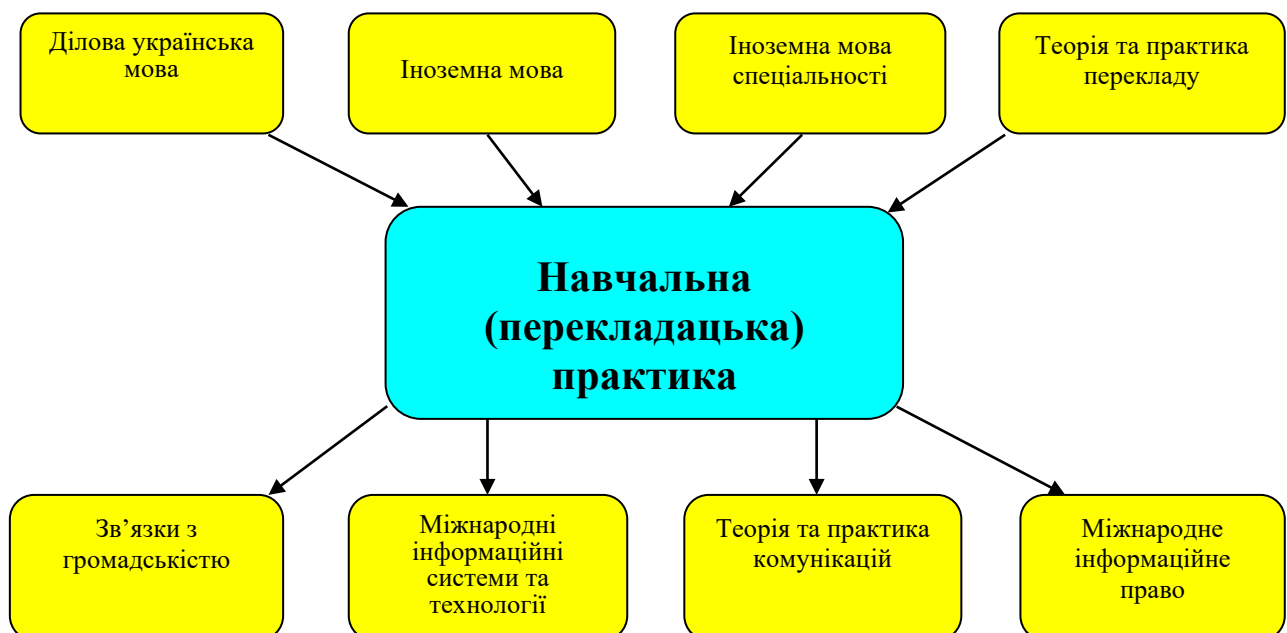 Ділова українська
мова
Іноземна мова
Іноземна мова
спеціальності
Теорія та практика
перекладу
Навчальна
(перекладацька)
практика
Зв’язки з
громадськістю
Міжнародні
інформаційні
системи та
технології
Теорія та практика
комунікацій
Міжнародне
інформаційне
право